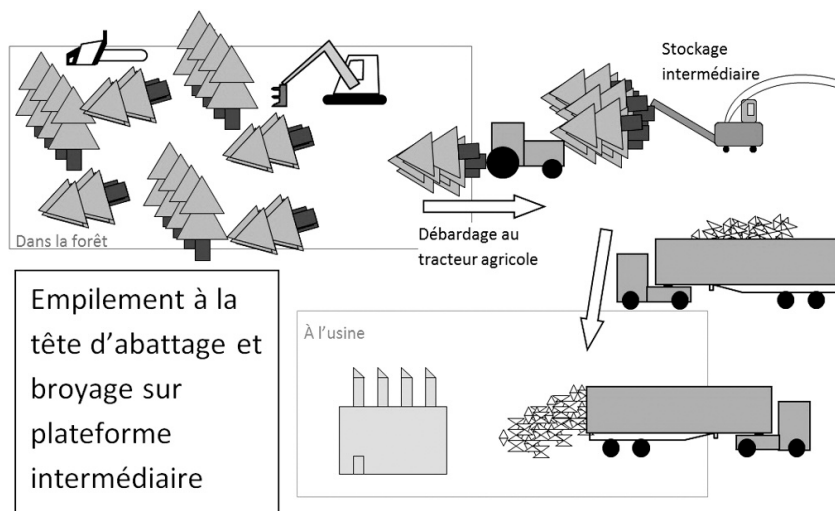 Stockage
intermédiaire
Dans la forêt
Débardage au
tracteur agricole
Empilement à la
tête d’abattage et
broyage sur
plateforme
intermédiaire
À l’usine